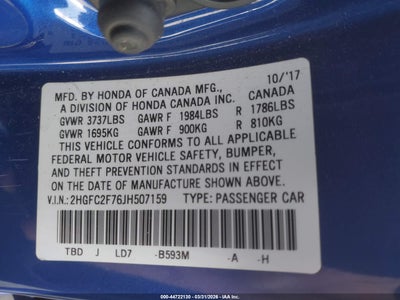 MFD. BY HONDA OF CANADA MFG., 10/'17
A DIVISION OF HONDA CANADA INC. CANADA
GVWR 3737LBS GAWR F 1984LBS R 1786LBS
GVWR 1695KG GAWR F 900KG R 810KG
THIS VEHICLE CONFORMS TO ALL APPLICABLE
FEDERAL MOTOR VEHICLE SAFETY, BUMPER,
AND THEFT PREVENTION STANDARDS IN
EFFECT ON THE DATE OF MANUFACTURE SHOWN ABOVE.
V.I.N.: 2HGFC2F76JH507159 TYPE: PASSENGER CAR
TBD J LD7 -B593M -A -H
000-44722130 - 03/31/2026 - 0000